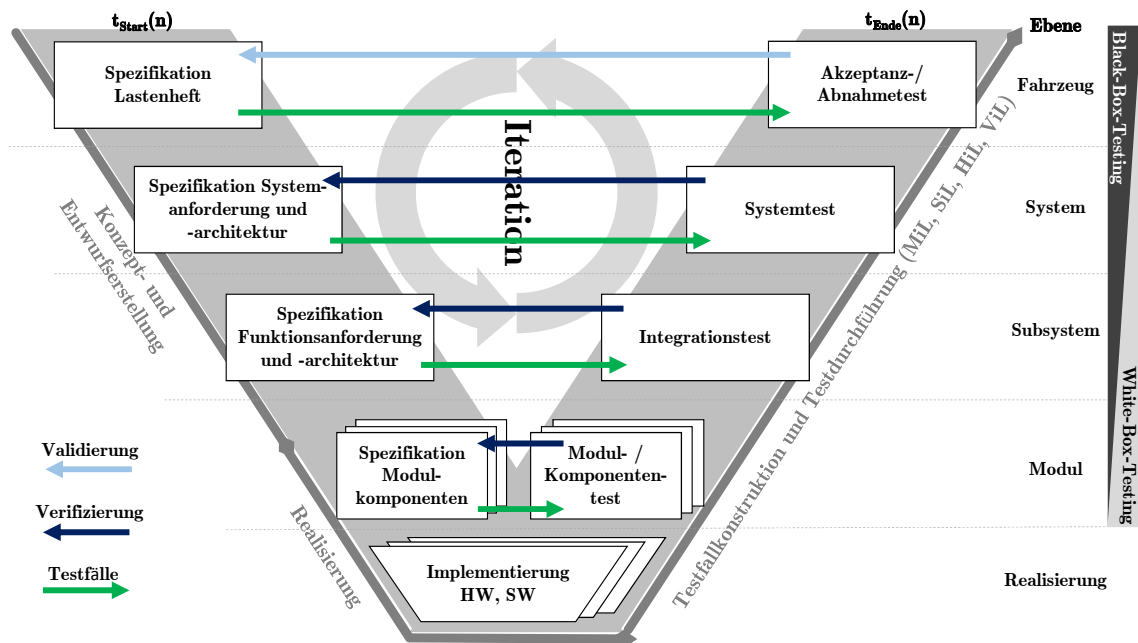 t_Start(n)
t_Ende(n)
Ebene
Spezifikation
Lastenheft
Akzeptanz-/
Abnahmetest
Fahrzeug
Black-Box-Testing
Iteration
Spezifikation System-
anforderung und
-architektur
Systemtest
System
Konzept- und
Entwurfserstellung
Spezifikation
Funktionsanforderung
und -architektur
Integrationstest
Subsystem
Testfallkonstruktion und Testdurchführung (MiL, SiL, HiL, ViL)
White-Box-Testing
Validierung
Verifizierung
Testfälle
Spezifikation
Modul-
komponenten
Modul- /
Komponenten-
test
Modul
Realisierung
Implementierung
HW, SW
Realisierung